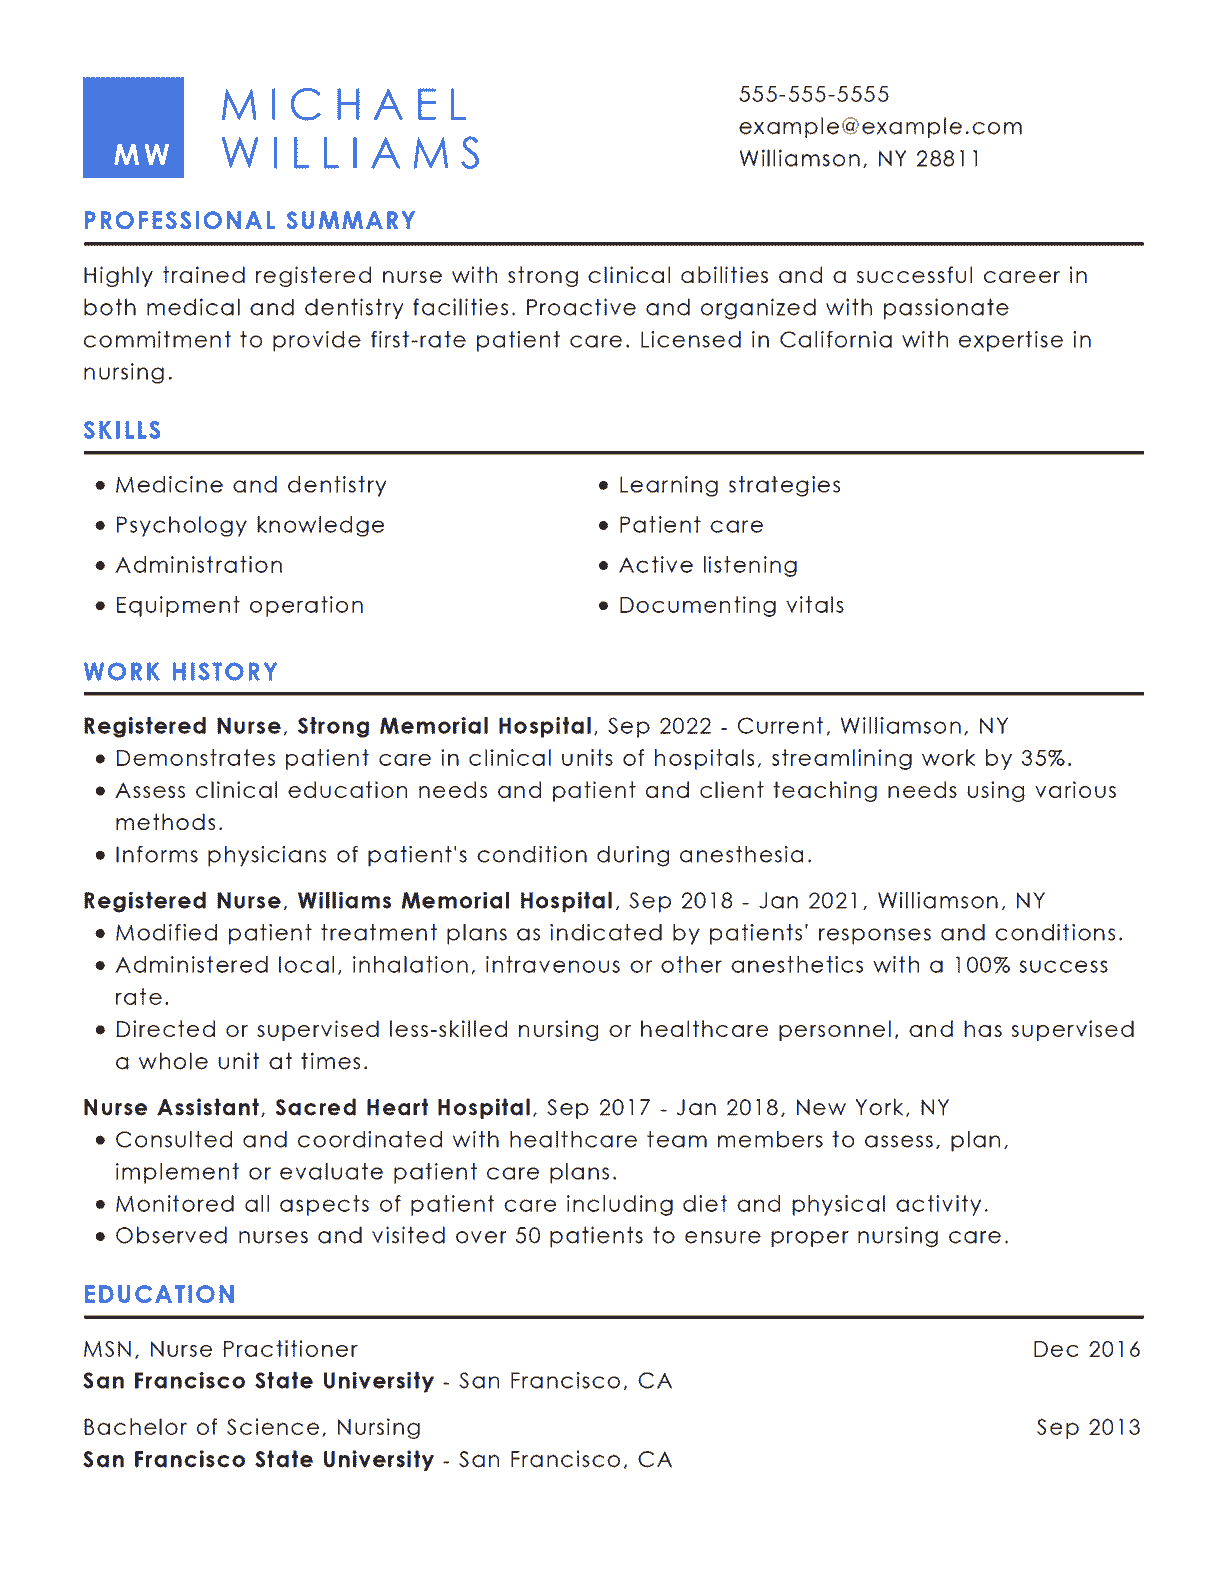 MW
MICHAEL
WILLIAMS
555-555-5555
example@example.com
Williamson, NY 28811
PROFESSIONAL SUMMARY
Highly trained registered nurse with strong clinical abilities and a successful career in
both medical and dentistry facilities. Proactive and organized with passionate
commitment to provide first-rate patient care. Licensed in California with expertise in
nursing.
SKILLS
• Medicine and dentistry
• Psychology knowledge
• Administration
• Equipment operation
• Learning strategies
• Patient care
• Active listening
• Documenting vitals
WORK HISTORY
Registered Nurse, Strong Memorial Hospital, Sep 2022 - Current, Williamson, NY
• Demonstrates patient care in clinical units of hospitals, streamlining work by 35%.
• Assess clinical education needs and patient and client teaching needs using various
methods.
• Informs physicians of patient's condition during anesthesia.
Registered Nurse, Williams Memorial Hospital, Sep 2018 - Jan 2021, Williamson, NY
• Modified patient treatment plans as indicated by patients' responses and conditions.
• Administered local, inhalation, intravenous or other anesthetics with a 100% success
rate.
• Directed or supervised less-skilled nursing or healthcare personnel, and has supervised
a whole unit at times.
Nurse Assistant, Sacred Heart Hospital, Sep 2017 - Jan 2018, New York, NY
• Consulted and coordinated with healthcare team members to assess, plan,
implement or evaluate patient care plans.
• Monitored all aspects of patient care including diet and physical activity.
• Observed nurses and visited over 50 patients to ensure proper nursing care.
EDUCATION
MSN, Nurse Practitioner Dec 2016
San Francisco State University - San Francisco, CA
Bachelor of Science, Nursing Sep 2013
San Francisco State University - San Francisco, CA